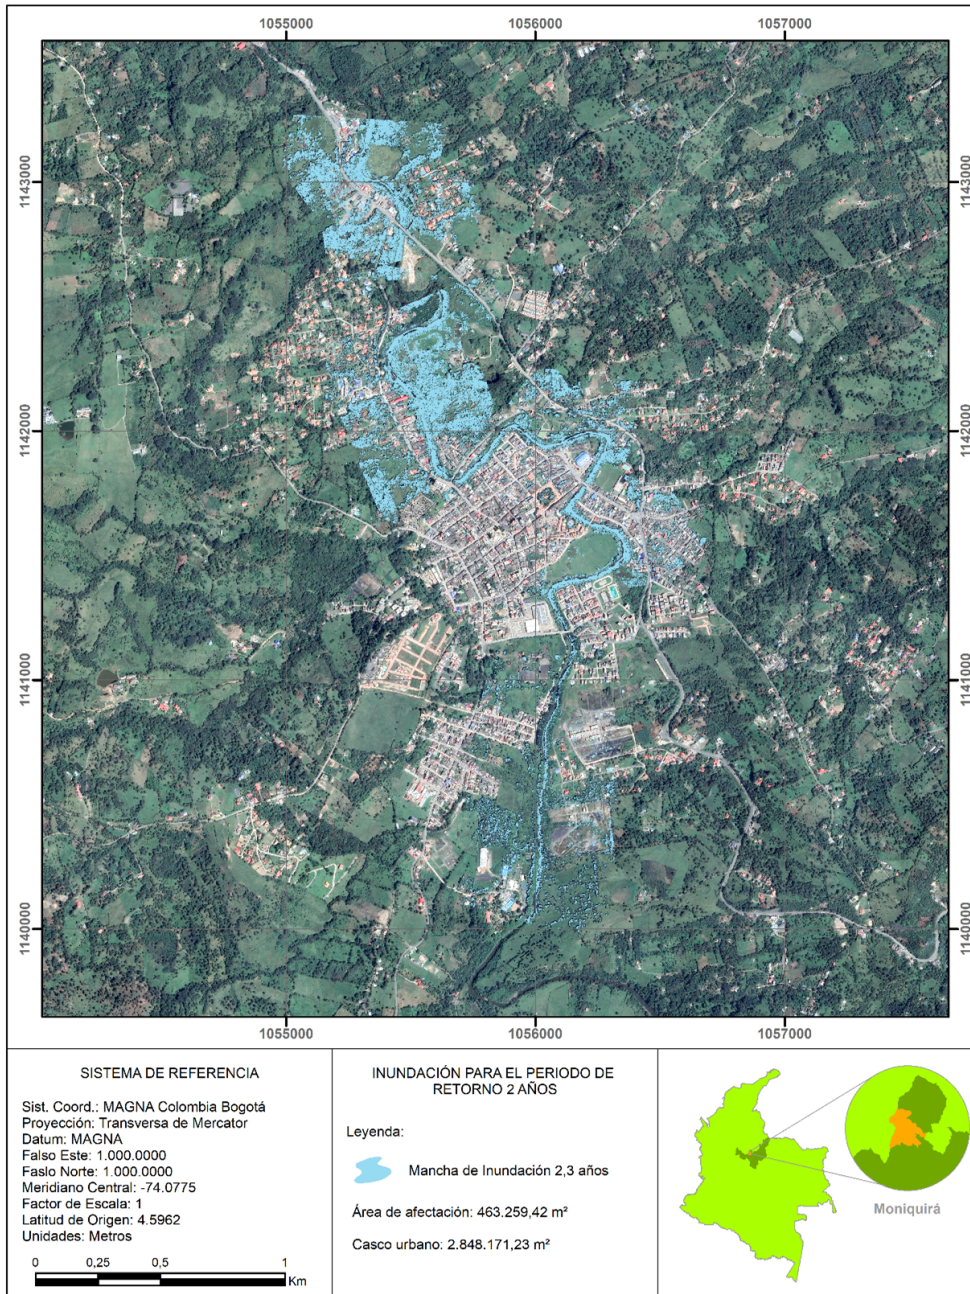 1055000
1056000
1057000
1143000
1143000
1142000
1142000
1141000
1141000
1140000
1140000
1055000
1056000
1057000
SISTEMA DE REFERENCIA
Sist. Coord.: MAGNA Colombia Bogotá
Proyección: Transversa de Mercator
Datum: MAGNA
Falso Este: 1.000.0000
Faslo Norte: 1.000.0000
Meridiano Central: -74.0775
Factor de Escala: 1
Latitud de Origen: 4.5962
Unidades: Metros
0 0,25 0,5 1
Km
INUNDACIÓN PARA EL PERIODO DE
RETORNO 2 AÑOS
Leyenda:
Mancha de Inundación 2,3 años
Área de afectación: 463.259,42 m²
Casco urbano: 2.848.171,23 m²
Moniquirá